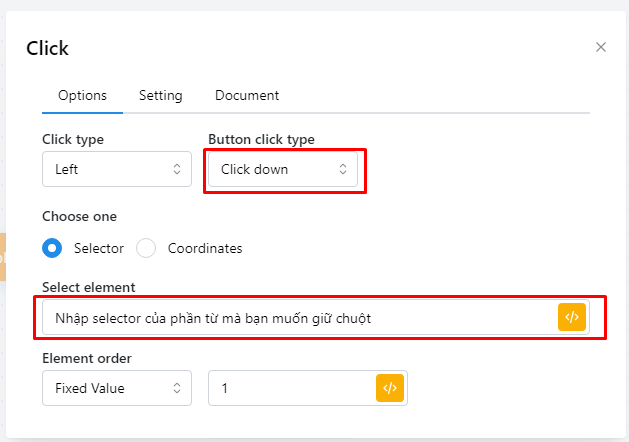 Click
Options Setting Document
Click type Button click type
Left Click down
Choose one
Selector Coordinates
Select element
Nhập selector của phần từ mà bạn muốn giữ chuột
Element order
Fixed Value 1